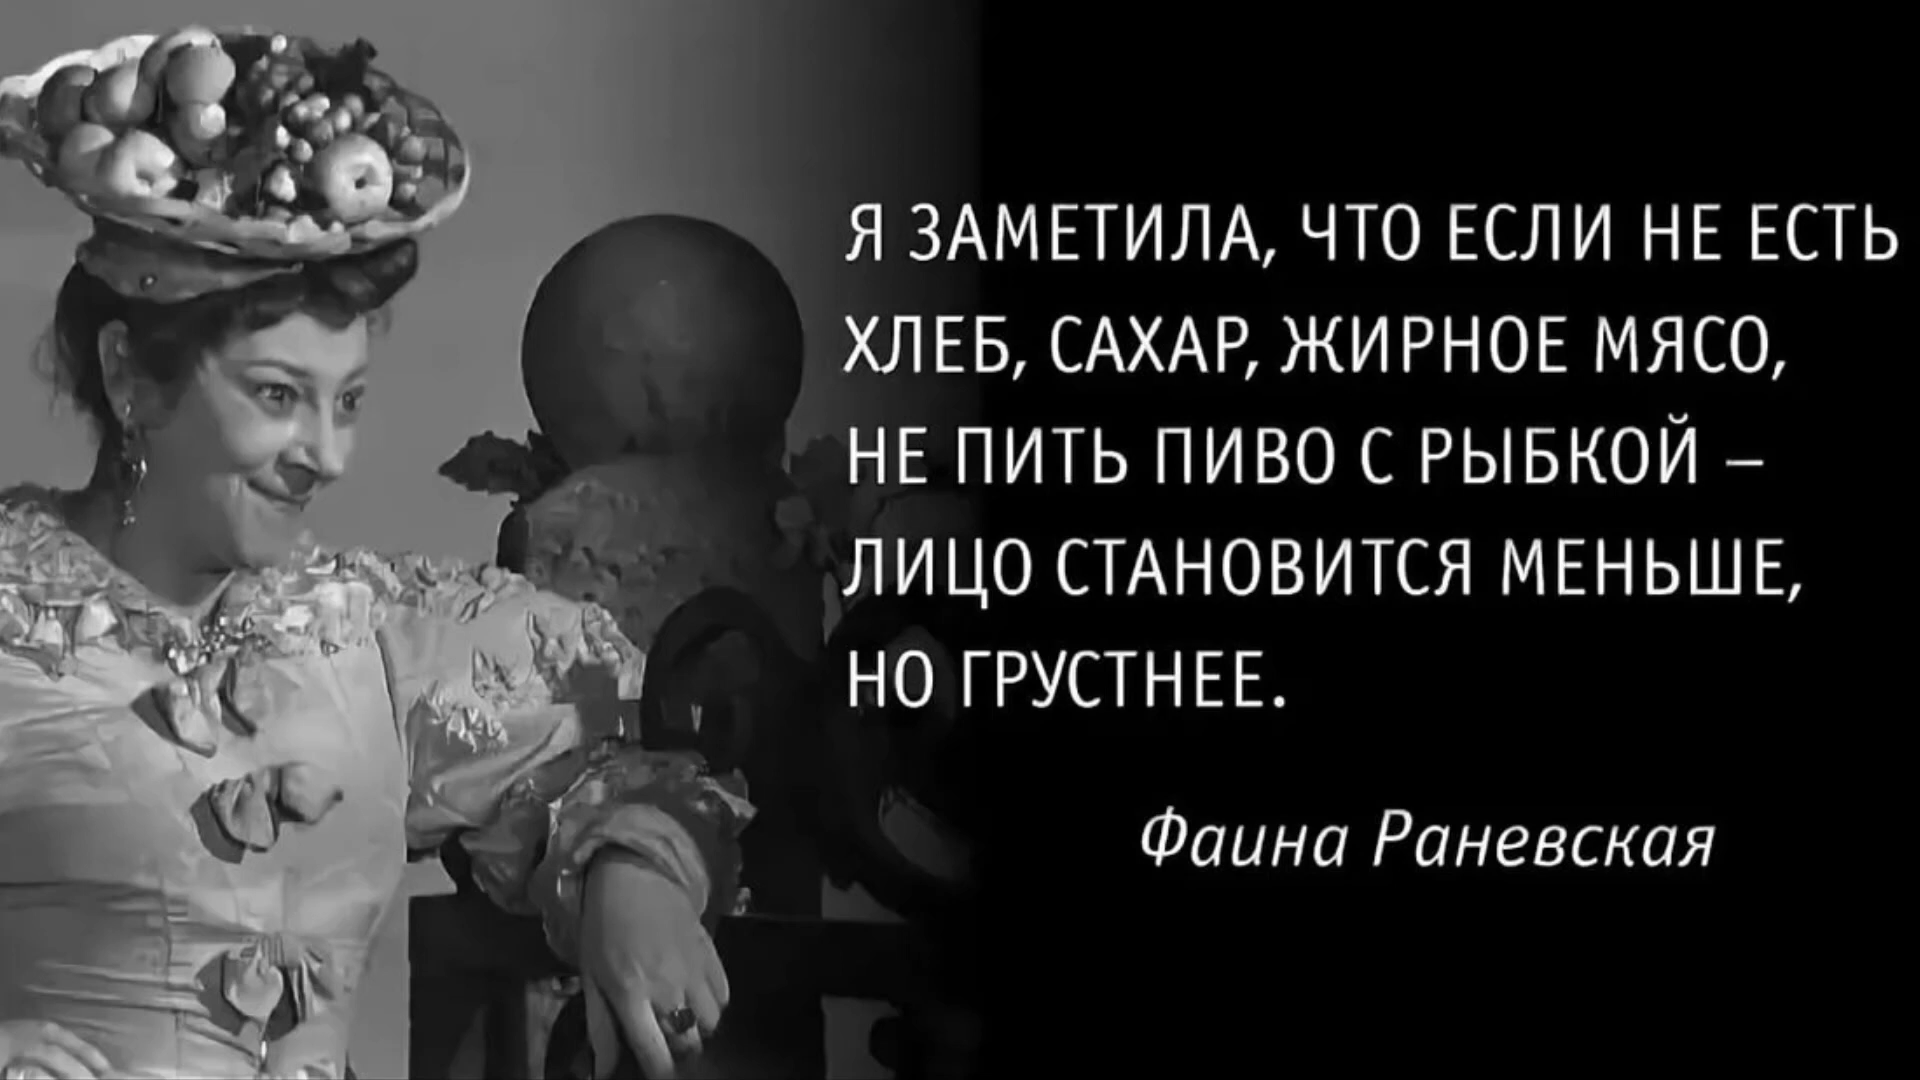 Я ЗАМЕТИЛА, ЧТО ЕСЛИ НЕ ЕСТЬ
ХЛЕБ, САХАР, ЖИРНОЕ МЯСО,
НЕ ПИТЬ ПИВО С РЫБКОЙ –
ЛИЦО СТАНОВИТСЯ МЕНЬШЕ,
НО ГРУСТНЕЕ.
Фаина Раневская